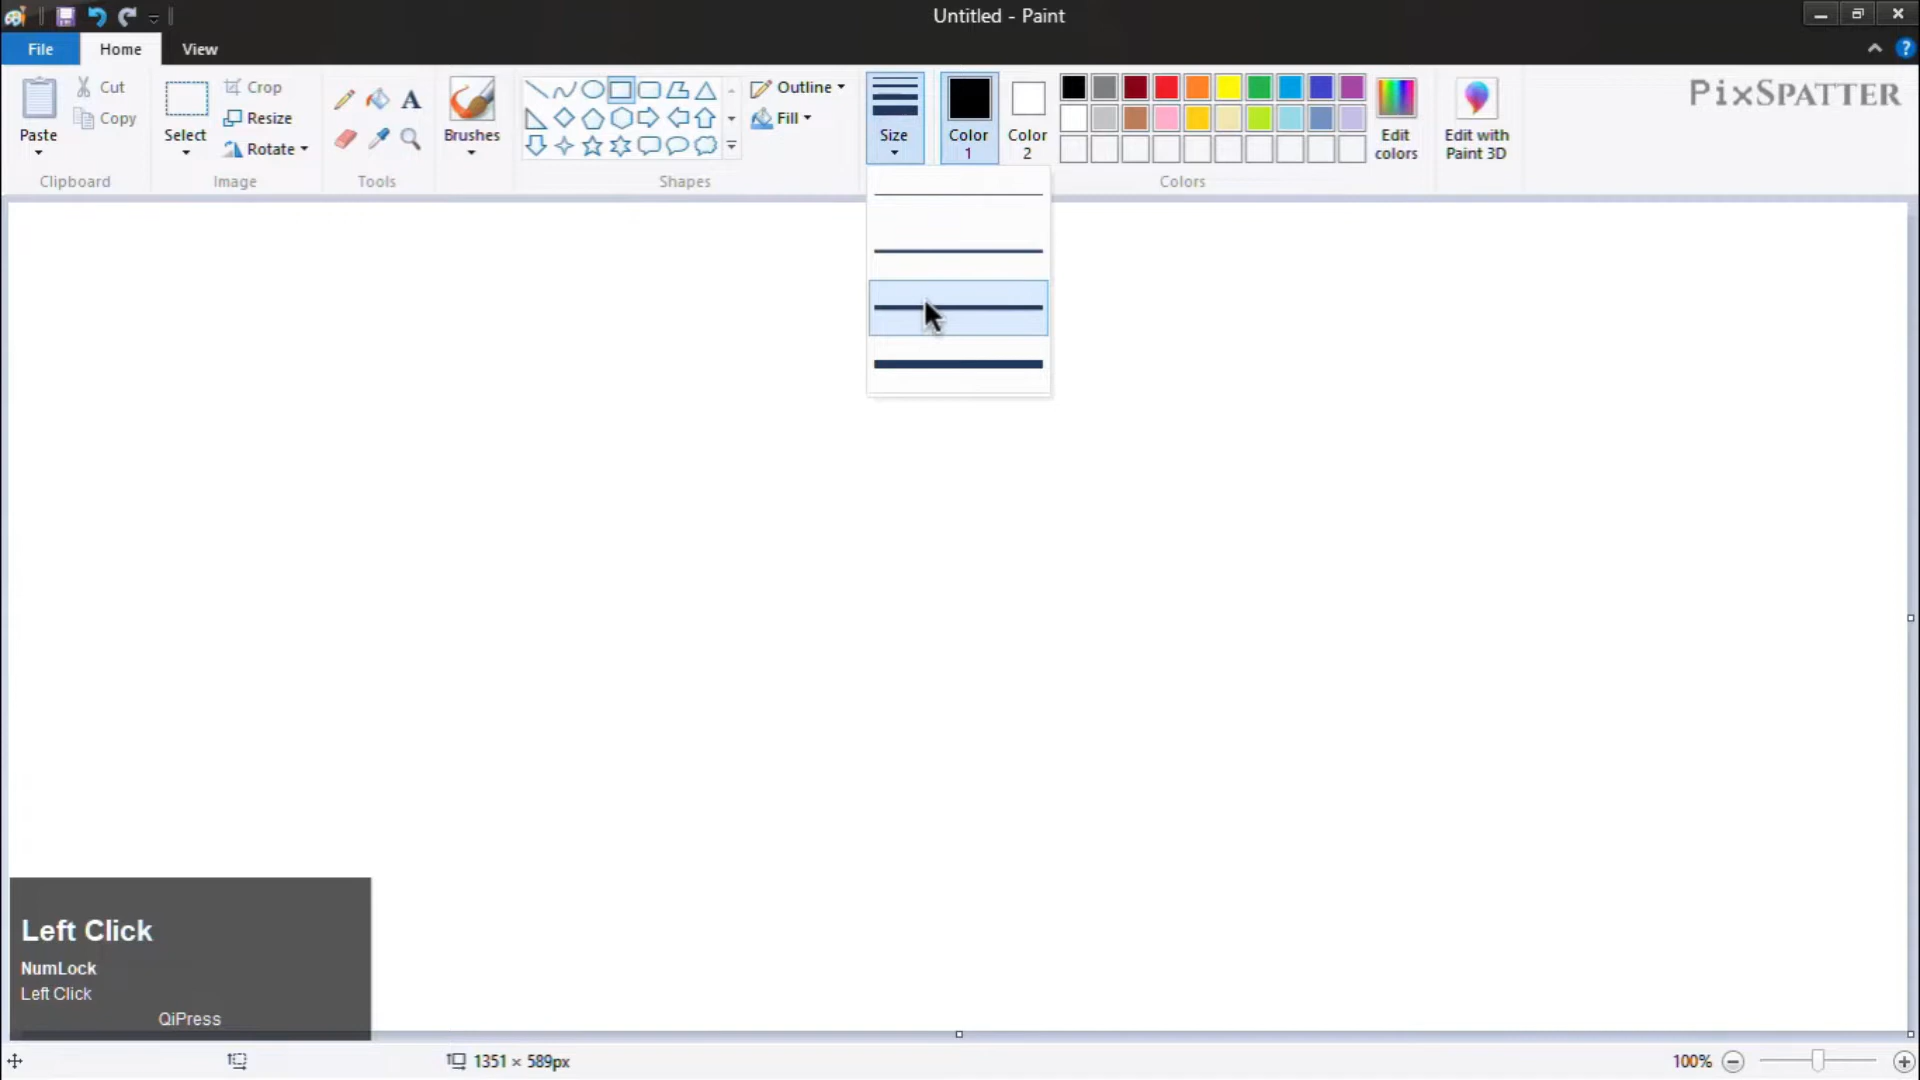 Untitled - Paint
File
Home
View
PixSPATTER
Paste
Cut
Copy
Clipboard
Select
Crop
Resize
Rotate
Image
A
Tools
Brushes
Shapes
Outline
Fill
Size
Color
1
Color
2
Edit
colors
Colors
Edit with
Paint 3D
Left Click
NumLock
Left Click
QiPress
1351 × 589px
100%